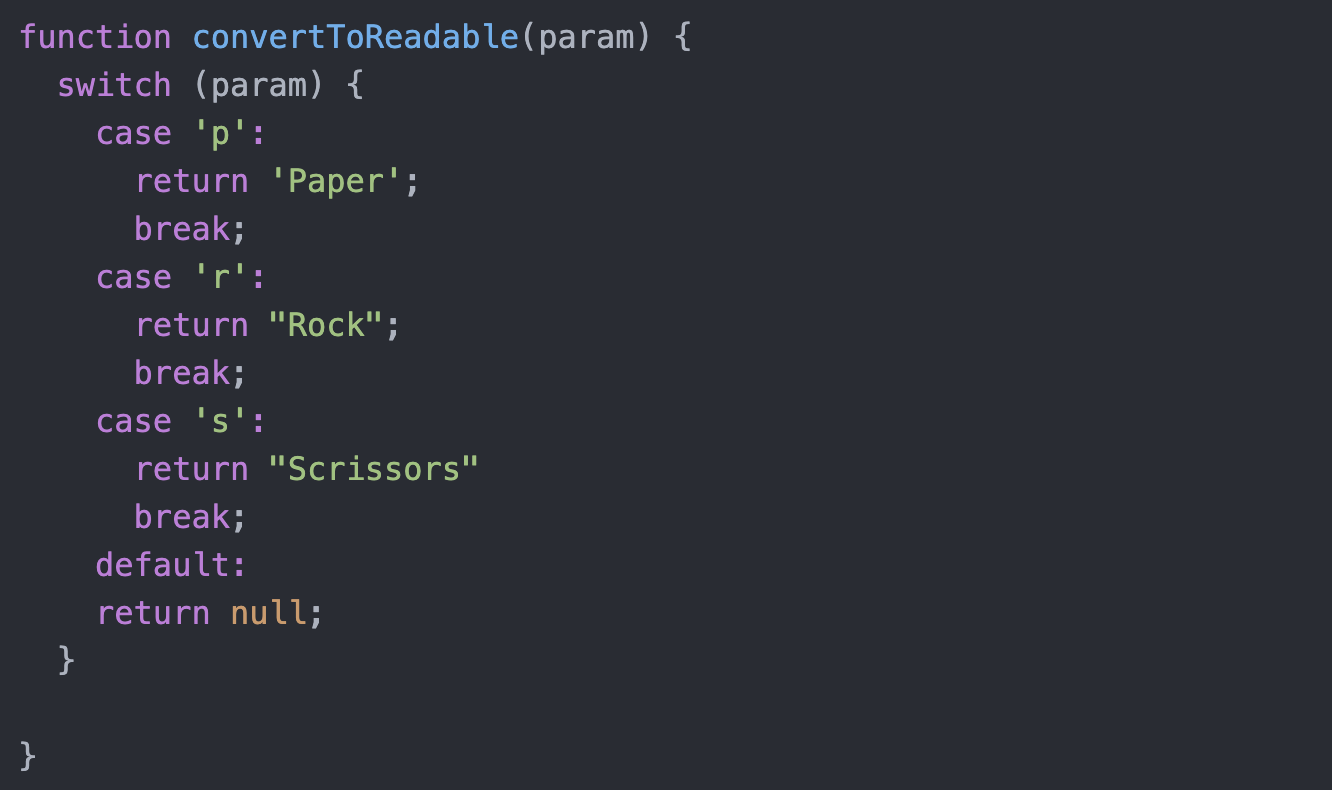 function convertToReadable(param) {
  switch (param) {
    case 'p':
      return 'Paper';
      break;
    case 'r':
      return "Rock";
      break;
    case 's':
      return "Scrissors"
      break;
    default:
    return null;
  }

}